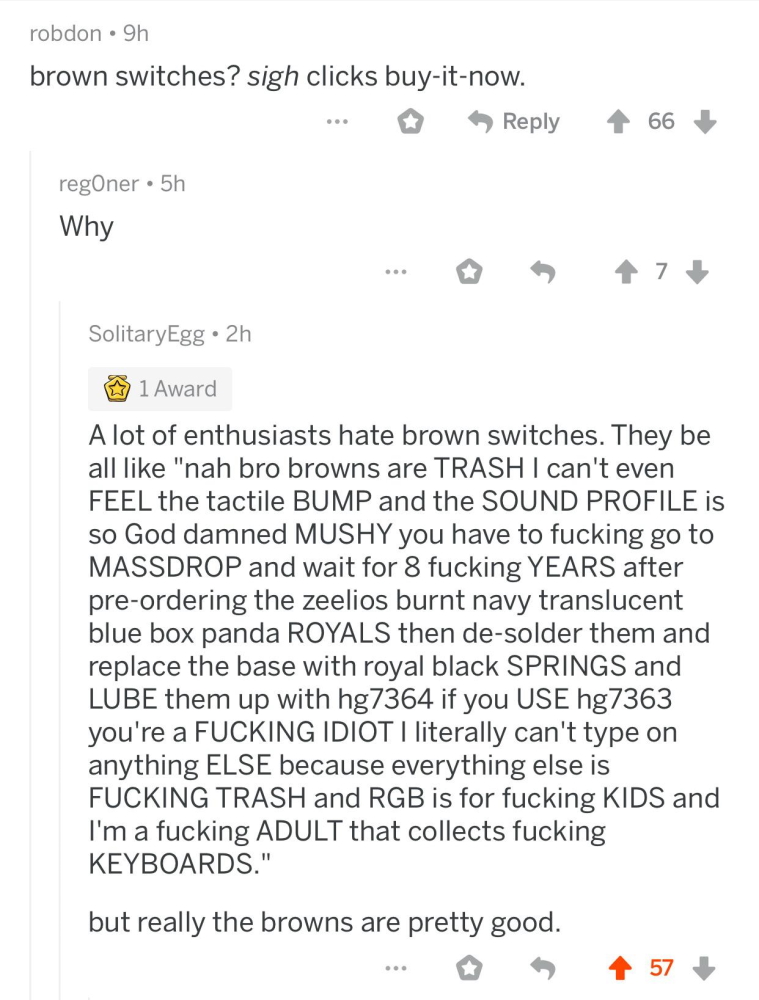 robdon • 9h
brown switches? sigh clicks buy-it-now.
... Reply 66
reg0ner • 5h
Why
... 7
SolitaryEgg • 2h
1 Award
A lot of enthusiasts hate brown switches. They be
all like "nah bro browns are TRASH I can't even
FEEL the tactile BUMP and the SOUND PROFILE is
so God damned MUSHY you have to fucking go to
MASSDROP and wait for 8 fucking YEARS after
pre-ordering the zeelios burnt navy translucent
blue box panda ROYALS then de-solder them and
replace the base with royal black SPRINGS and
LUBE them up with hg7364 if you USE hg7363
you're a FUCKING IDIOT I literally can't type on
anything ELSE because everything else is
FUCKING TRASH and RGB is for fucking KIDS and
I'm a fucking ADULT that collects fucking
KEYBOARDS."
but really the browns are pretty good.
... 57